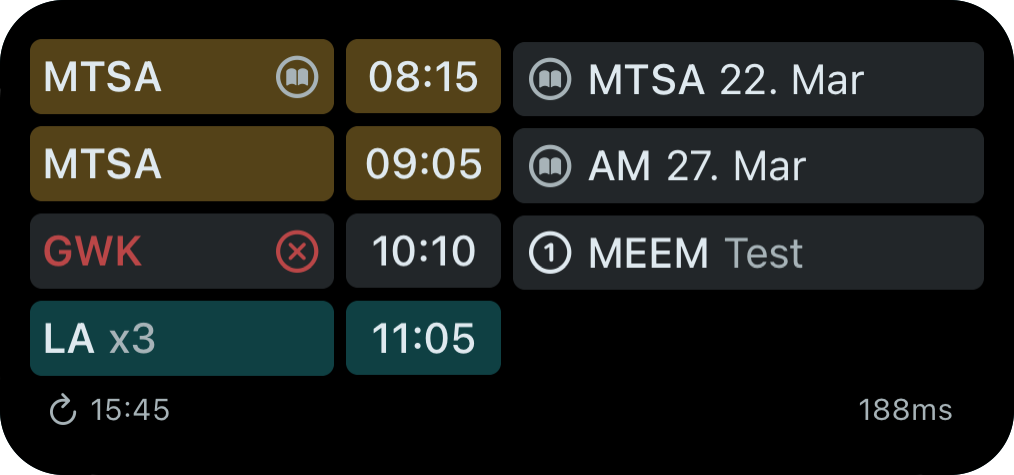 MTSA 08:15 MTSA 22. Mar
MTSA 09:05 AM 27. Mar
GWK 10:10 1 MEEM Test
LA x3 11:05
15:45 188ms